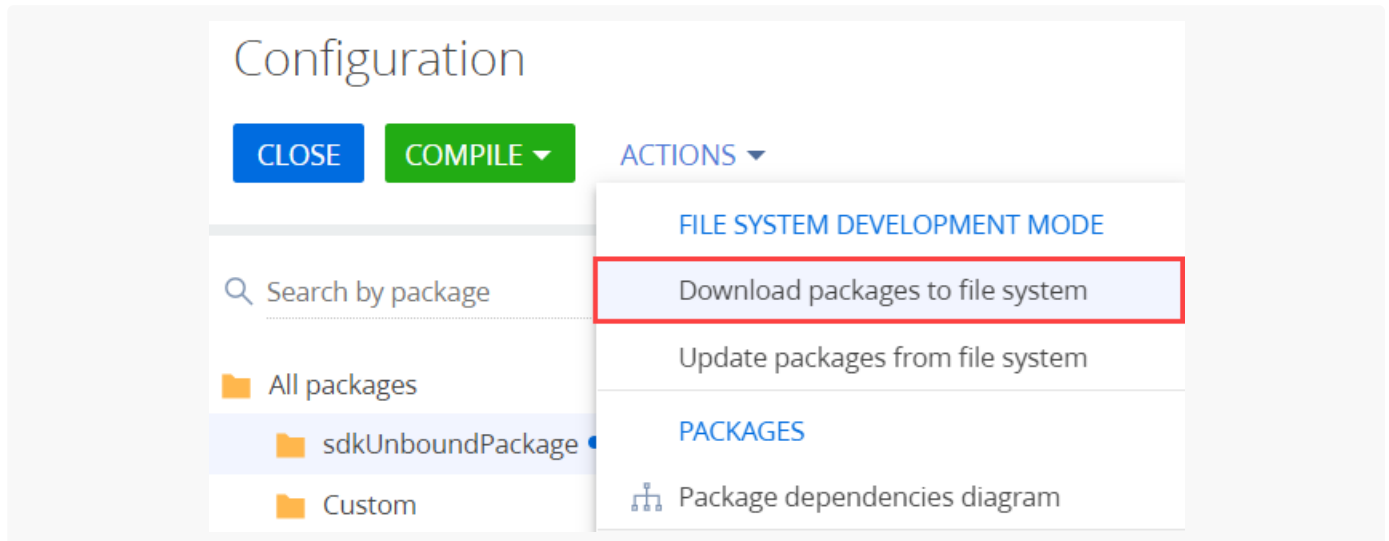 Configuration
CLOSE
COMPILE
ACTIONS
FILE SYSTEM DEVELOPMENT MODE
Search by package
Download packages to file system
Update packages from file system
All packages
sdkUnboundPackage
PACKAGES
Custom
Package dependencies diagram